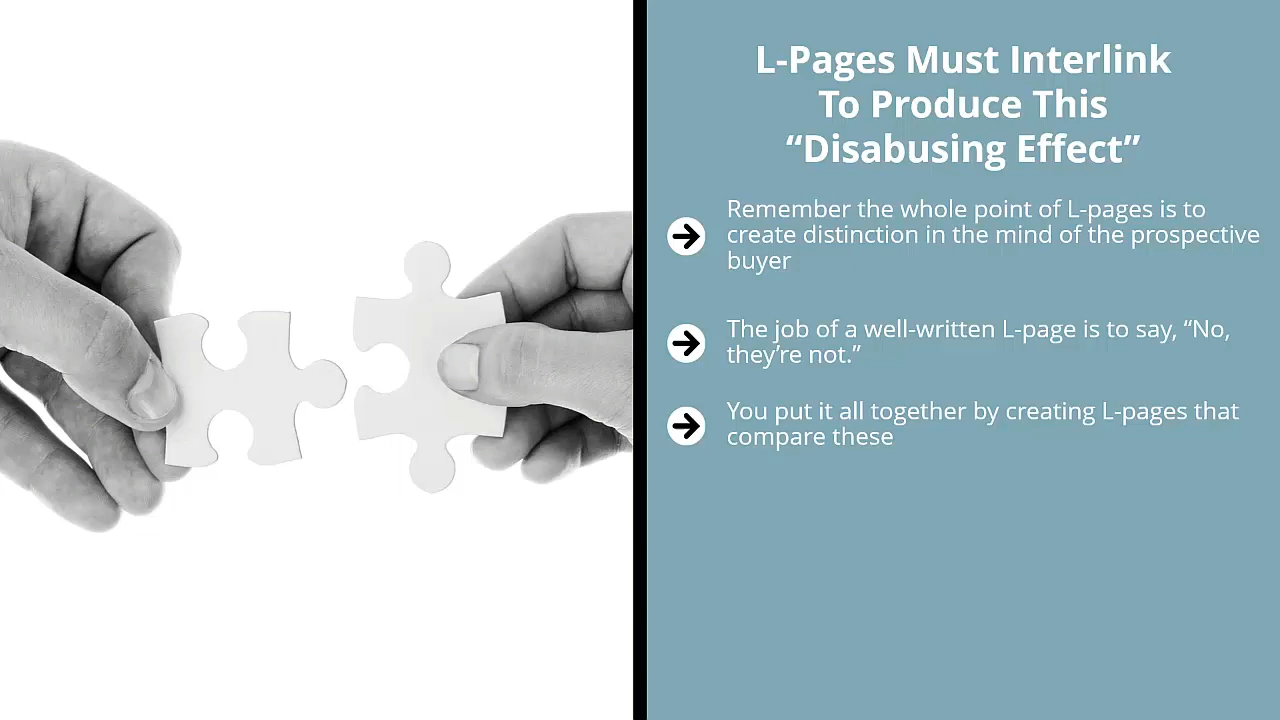 L-Pages Must Interlink
To Produce This
“Disabusing Effect”
Remember the whole point of L-pages is to
create distinction in the mind of the prospective
buyer
The job of a well-written L-page is to say, “No,
they’re not.”
You put it all together by creating L-pages that
compare these